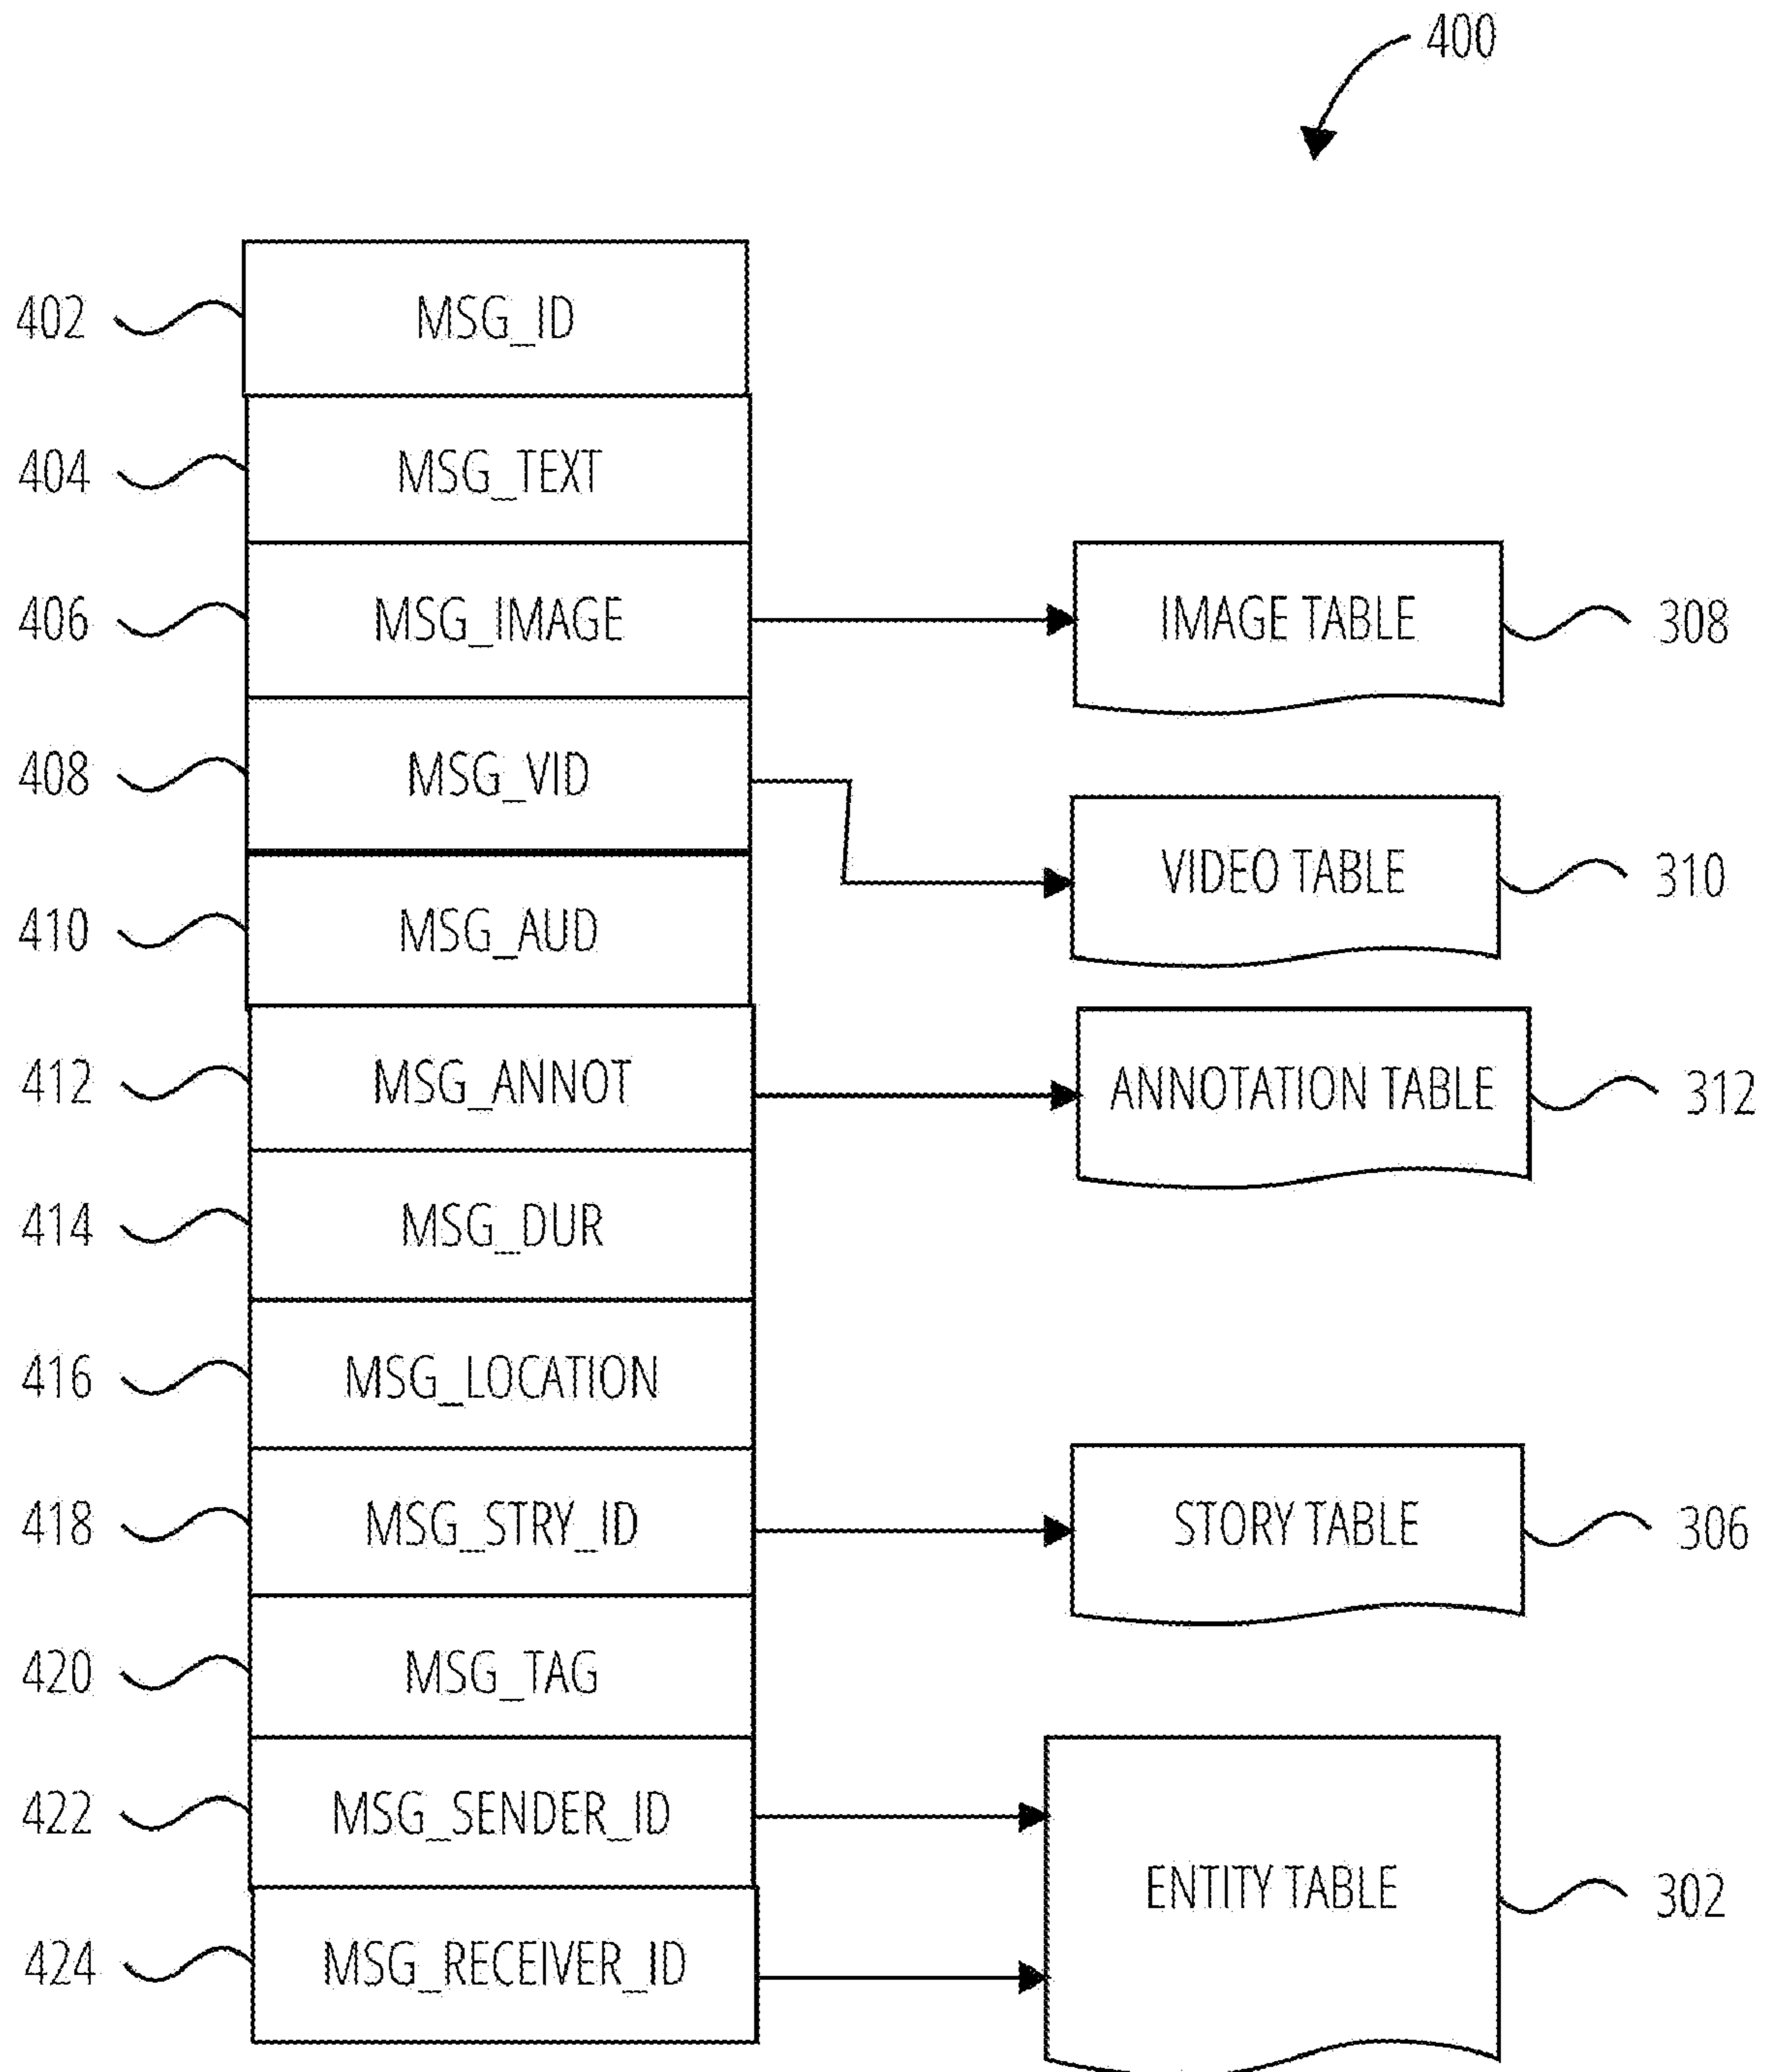 400
402 MSG_ID
404 MSG_TEXT
406 MSG_IMAGE IMAGE TABLE 308
408 MSG_VID VIDEO TABLE 310
410 MSG_AUD
412 MSG_ANNOT ANNOTATION TABLE 312
414 MSG_DUR
416 MSG_LOCATION
418 MSG_STRY_ID STORY TABLE 306
420 MSG_TAG
422 MSG_SENDER_ID
ENTITY TABLE 302
424 MSG_RECEIVER_ID